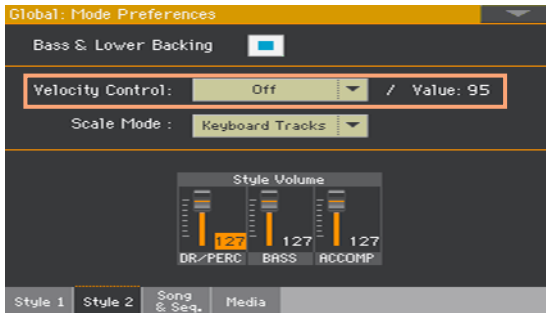 Global: Mode Preferences
Bass & Lower Backing
Velocity Control: Off / Value: 95
Scale Mode : Keyboard Tracks
Style Volume
127 127 127
DR/PERC BASS ACCOMP
Style 1 Style 2 Song & Seq. Media